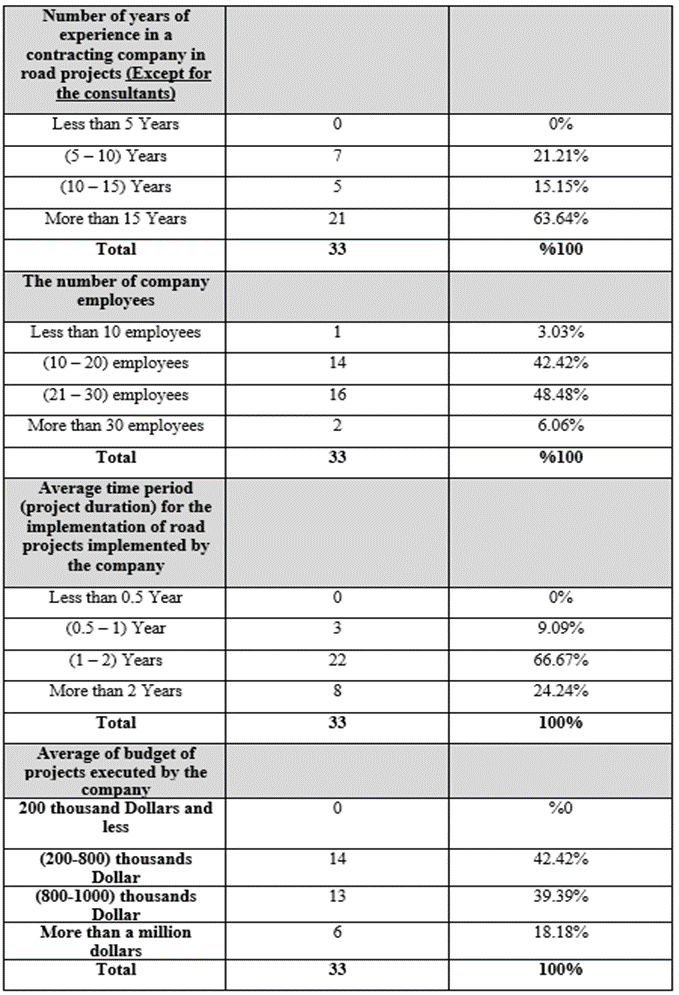 Number of years of
experience in a
contracting company in
road projects (Except for
the consultants)
Less than 5 Years 0 0%
(5 – 10) Years 7 21.21%
(10 – 15) Years 5 15.15%
More than 15 Years 21 63.64%
Total 33 %100
The number of company
employees
Less than 10 employees 1 3.03%
(10 – 20) employees 14 42.42%
(21 – 30) employees 16 48.48%
More than 30 employees 2 6.06%
Total 33 %100
Average time period
(project duration) for the
implementation of road
projects implemented by
the company
Less than 0.5 Year 0 0%
(0.5 – 1) Year 3 9.09%
(1 – 2) Years 22 66.67%
More than 2 Years 8 24.24%
Total 33 100%
Average of budget of
projects executed by the
company
200 thousand Dollars and 0 %0
less
(200-800) thousands 14 42.42%
Dollar
(800-1000) thousands 13 39.39%
Dollar
More than a million 6 18.18%
dollars
Total 33 100%